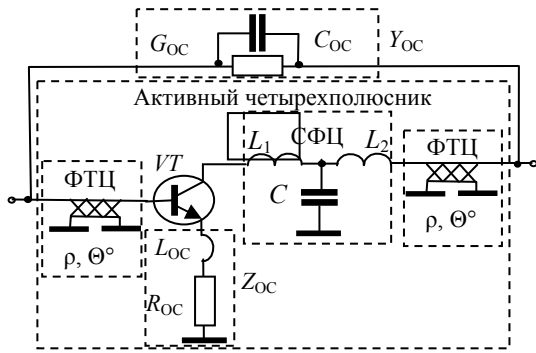 G_ОС C_ОС Y_ОС
Активный четырехполюсник
L_1 СФЦ L_2
VT
ФТЦ ФТЦ
C
ρ, Θ° ρ, Θ°
L_ОС
Z_ОС
R_ОС